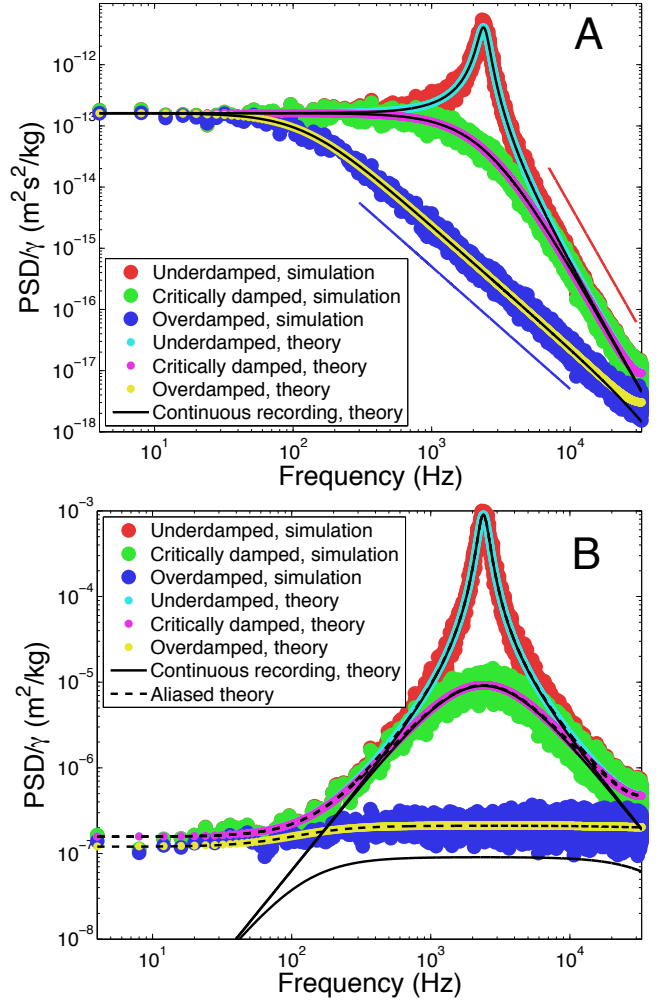 A
PSD/γ (m²s²/kg)
10⁻¹²
10⁻¹³
10⁻¹⁴
10⁻¹⁵
10⁻¹⁶
10⁻¹⁷
10⁻¹⁸
Underdamped, simulation
Critically damped, simulation
Overdamped, simulation
Underdamped, theory
Critically damped, theory
Overdamped, theory
Continuous recording, theory
10¹ 10² 10³ 10⁴
Frequency (Hz)
B
PSD/γ (m²/kg)
10⁻³
10⁻⁴
10⁻⁵
10⁻⁶
10⁻⁷
10⁻⁸
Underdamped, simulation
Critically damped, simulation
Overdamped, simulation
Underdamped, theory
Critically damped, theory
Overdamped, theory
Continuous recording, theory
Aliased theory
10¹ 10² 10³ 10⁴
Frequency (Hz)